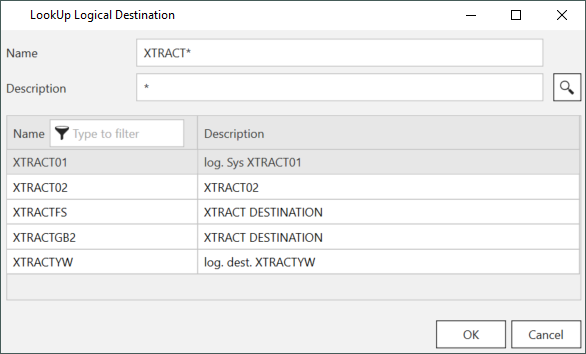 LookUp Logical Destination
Name XTRACT*
Description *
Name Type to filter Description
XTRACT01 log. Sys XTRACT01
XTRACT02 XTRACT02
XTRACTFS XTRACT DESTINATION
XTRACTGB2 XTRACT DESTINATION
XTRACTYW log. dest. XTRACTYW
OK Cancel